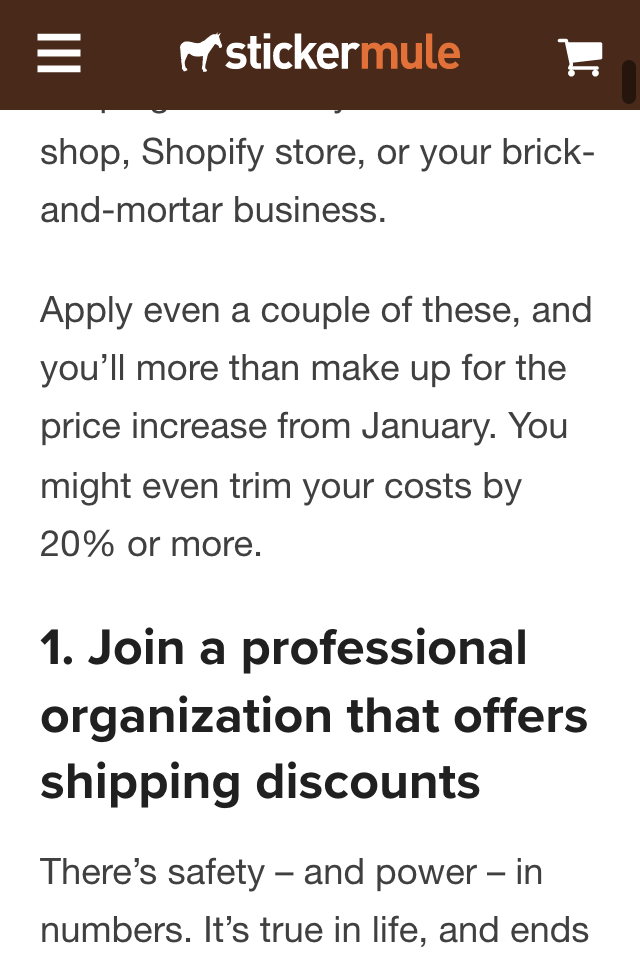 stickermule
shop, Shopify store, or your brick-
and-mortar business.
Apply even a couple of these, and
you’ll more than make up for the
price increase from January. You
might even trim your costs by
20% or more.
1. Join a professional
organization that offers
shipping discounts
There’s safety – and power – in
numbers. It’s true in life, and ends